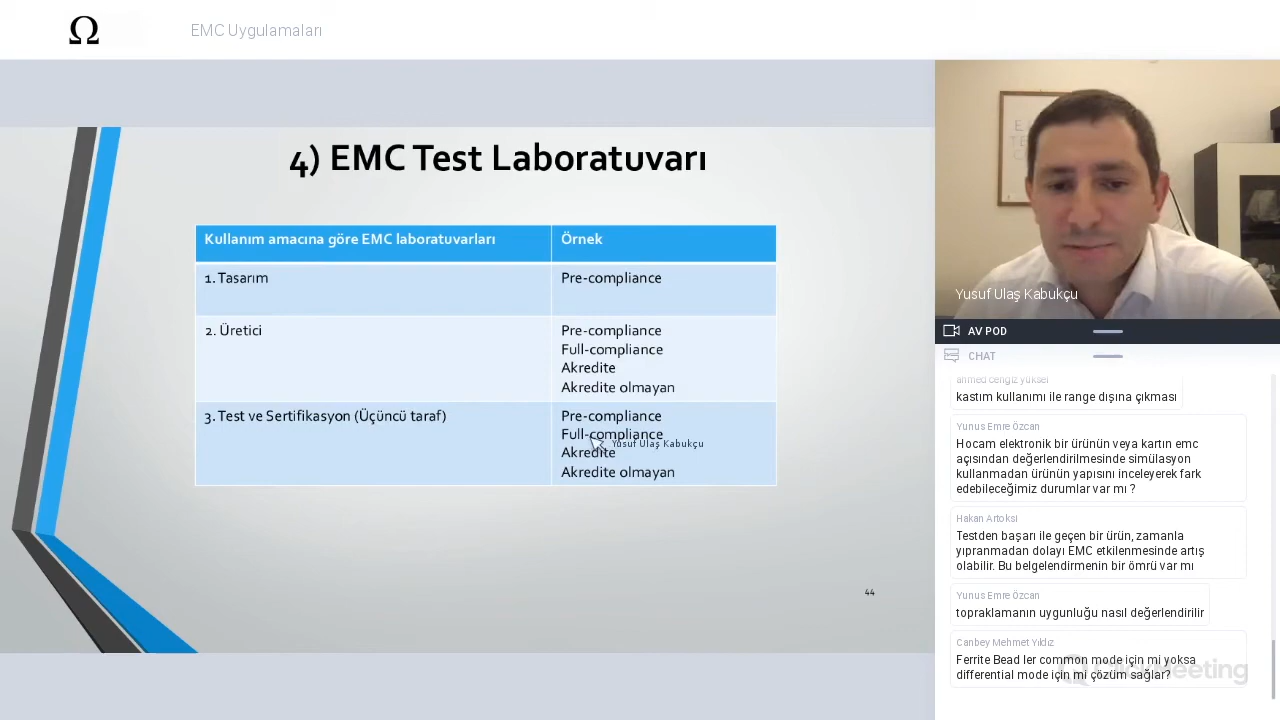 Ω
EMC Uygulamaları
4) EMC Test Laboratuvarı
Kullanım amacına göre EMC laboratuvarları
Örnek
1. Tasarım
Pre-compliance
2. Üretici
Pre-compliance
Full-compliance
Akredite
Akredite olmayan
3. Test ve Sertifikasyon (Üçüncü taraf)
Pre-compliance
Full-compliance
Akredite
Akredite olmayan
Yusuf Ulaş Kabukçu
44
Yusuf Ulaş Kabukçu
AV POD
CHAT
ahmed cengiz yüksel
kastım kullanımı ile range dışına çıkması
Yunus Emre Özcan
Hocam elektronik bir ürünün veya kartın emc
açısından değerlendirilmesinde simülasyon
kullanmadan ürünün yapısını inceleyerek fark
edebileceğimiz durumlar var mı ?
Hakan Artoksi
Testden başarı ile geçen bir ürün, zamanla
yıpranmadan dolayı EMC etkilenmesinde artış
olabilir. Bu belgelendirmenin bir ömrü var mı
Yunus Emre Özcan
topraklamanın uygunluğu nasıl değerlendirilir
Canbey Mehmet Yıldız
Ferrite Bead ler common mode için mi yoksa
differential mode için mi çözüm sağlar?